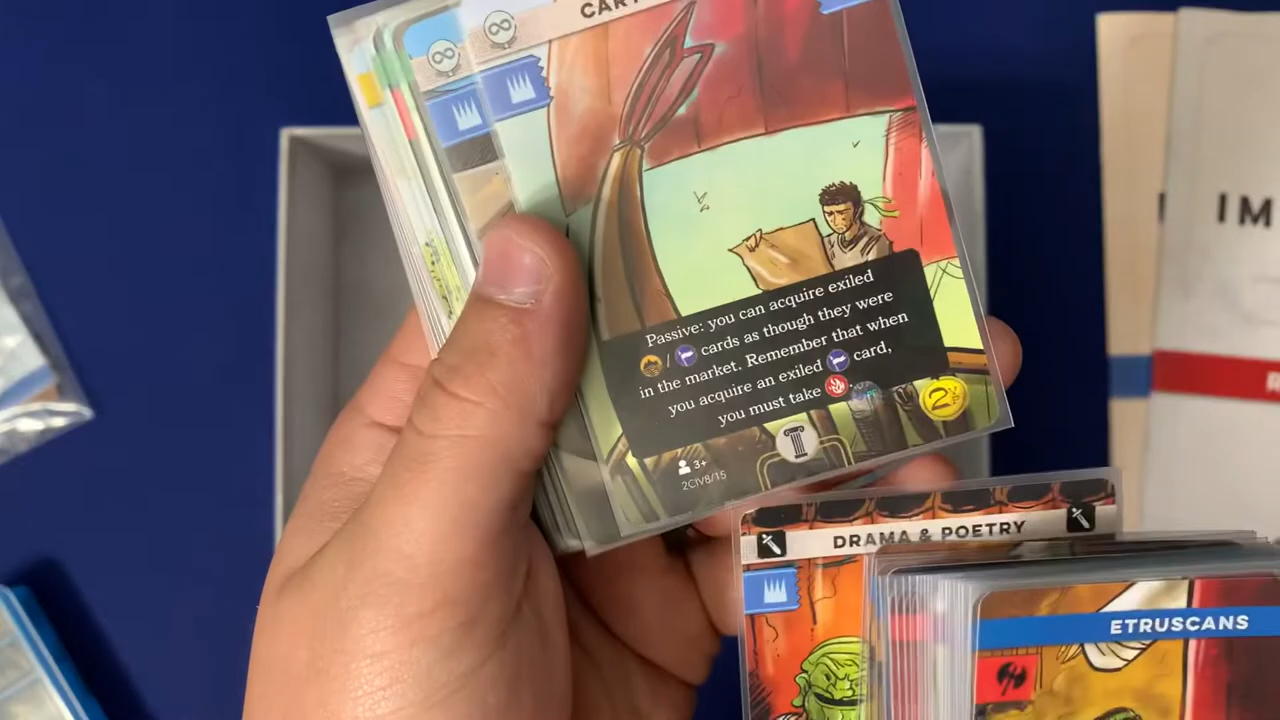 CART
Passive: you can acquire exiled
/ cards as though they were
in the market. Remember that when
you acquire an exiled card,
you must take
2
3+
2CIV8/15
IM
DRAMA & POETRY
ETRUSCANS